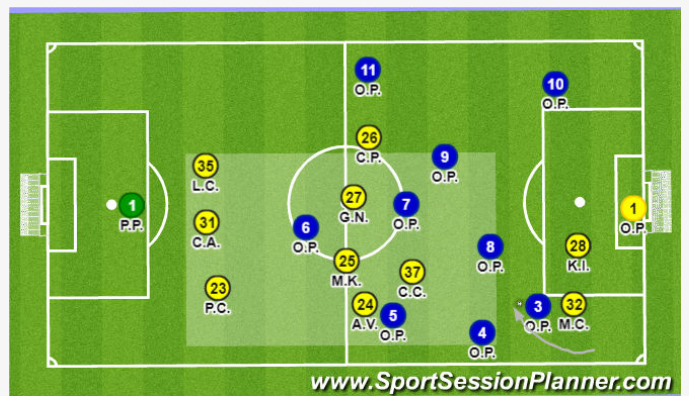 11
O.P.
10
O.P.
26
C.P.
9
O.P.
35
L.C.
27
G.N.
7
O.P.
1
P.P.
1
O.P.
31
C.A.
6
O.P.
8
O.P.
28
K.I.
25
M.K.
37
C.C.
23
P.C.
24
A.V.
5
O.P.
3
O.P.
32
M.C.
4
O.P.
www.SportSessionPlanner.com